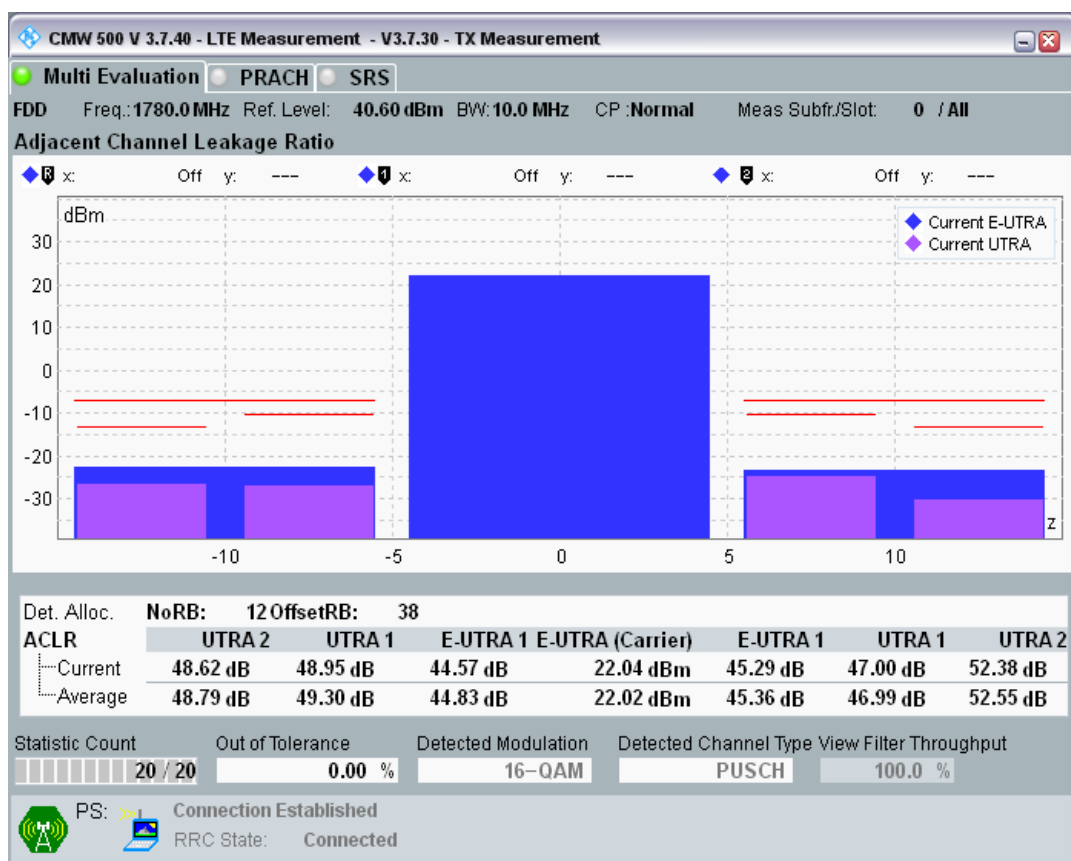 CMW 500 V 3.7.40 - LTE Measurement - V3.7.30 - TX Measurement
Multi Evaluation PRACH SRS
FDD Freq.: 1780.0 MHz Ref. Level: 40.60 dBm BW: 10.0 MHz CP : Normal Meas Subfr./Slot: 0 / All
Adjacent Channel Leakage Ratio
R x: Off y: --- 1 x: Off y: --- 2 x: Off y: ---
dBm
Current E-UTRA
Current UTRA
30
20
10
0
-10
-20
-30
z
-10 -5 0 5 10
Det. Alloc. NoRB: 12 OffsetRB: 38
ACLR UTRA 2 UTRA 1 E-UTRA 1 E-UTRA (Carrier) E-UTRA 1 UTRA 1 UTRA 2
Current 48.62 dB 48.95 dB 44.57 dB 22.04 dBm 45.29 dB 47.00 dB 52.38 dB
Average 48.79 dB 49.30 dB 44.83 dB 22.02 dBm 45.36 dB 46.99 dB 52.55 dB
Statistic Count Out of Tolerance Detected Modulation Detected Channel Type View Filter Throughput
20 / 20 0.00 % 16-QAM PUSCH 100.0 %
PS: Connection Established
RRC State: Connected